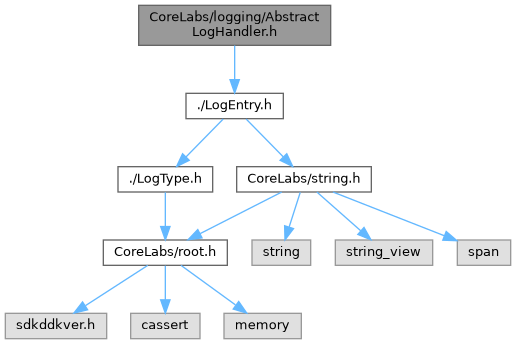 CoreLabs/logging/Abstract
LogHandler.h
./LogEntry.h
./LogType.h
CoreLabs/string.h
CoreLabs/root.h
string
string_view
span
sdkddkver.h
cassert
memory